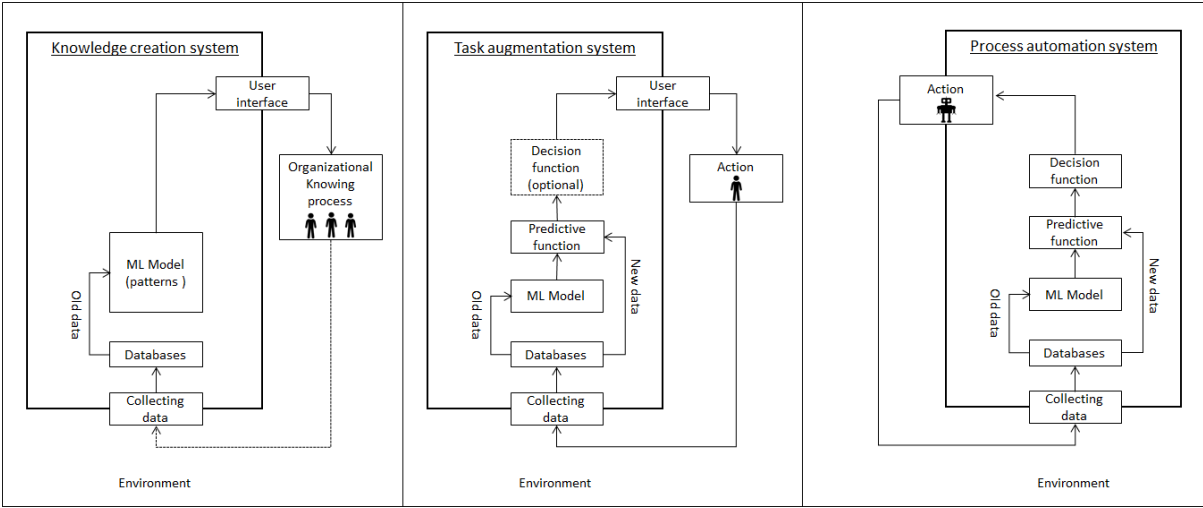 Knowledge creation system
User
interface
Organizational
Knowing
process
ML Model
(patterns )
Old data
Databases
Collecting
data
Environment
Task augmentation system
User
interface
Decision
function
(optional)
Action
Predictive
function
New data
ML Model
Old data
Databases
Collecting
data
Environment
Process automation system
Action
Decision
function
Predictive
function
New data
ML Model
Old data
Databases
Collecting
data
Environment